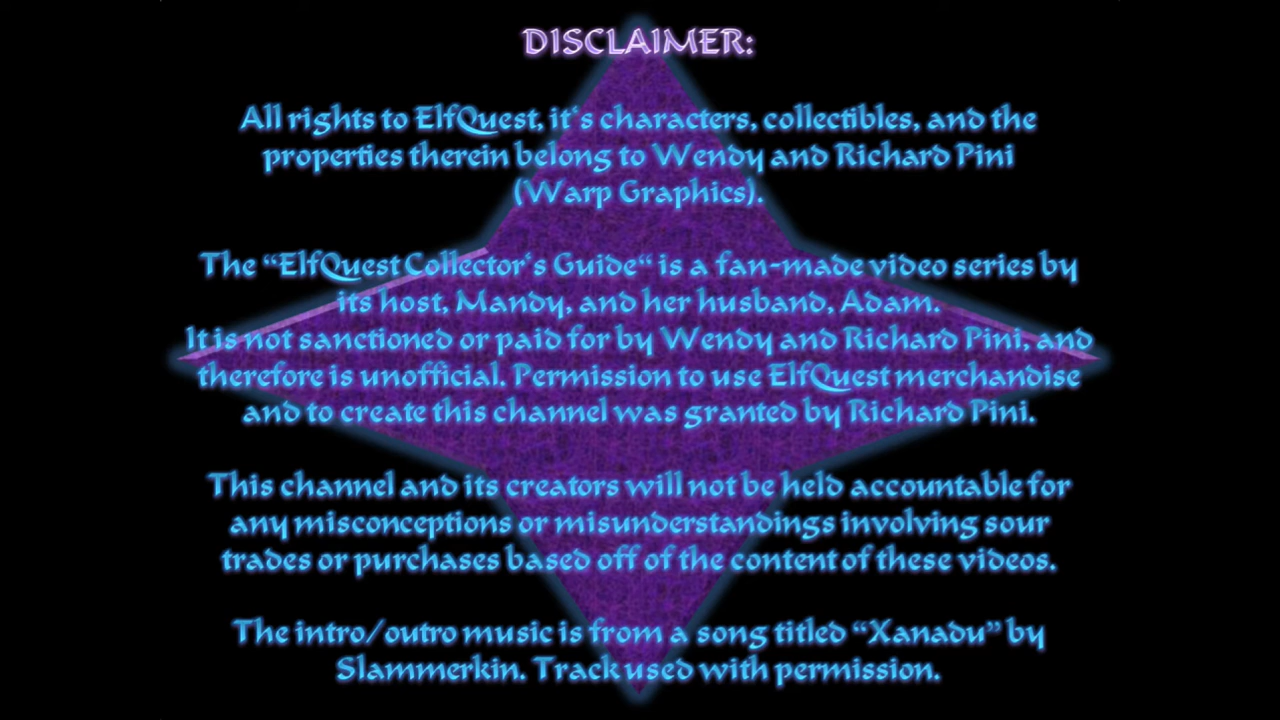 DISCLAIMER:
All rights to ElfQuest, it's characters, collectibles, and the
properties therein belong to Wendy and Richard Pini
(Warp Graphics).
The “ElfQuest Collector's Guide“ is a fan-made video series by
its host, Mandy, and her husband, Adam.
It is not sanctioned or paid for by Wendy and Richard Pini, and
therefore is unofficial. Permission to use ElfQuest merchandise
and to create this channel was granted by Richard Pini.
This channel and its creators will not be held accountable for
any misconceptions or misunderstandings involving sour
trades or purchases based off of the content of these videos.
The intro/outro music is from a song titled “Xanadu” by
Slammerkin. Track used with permission.